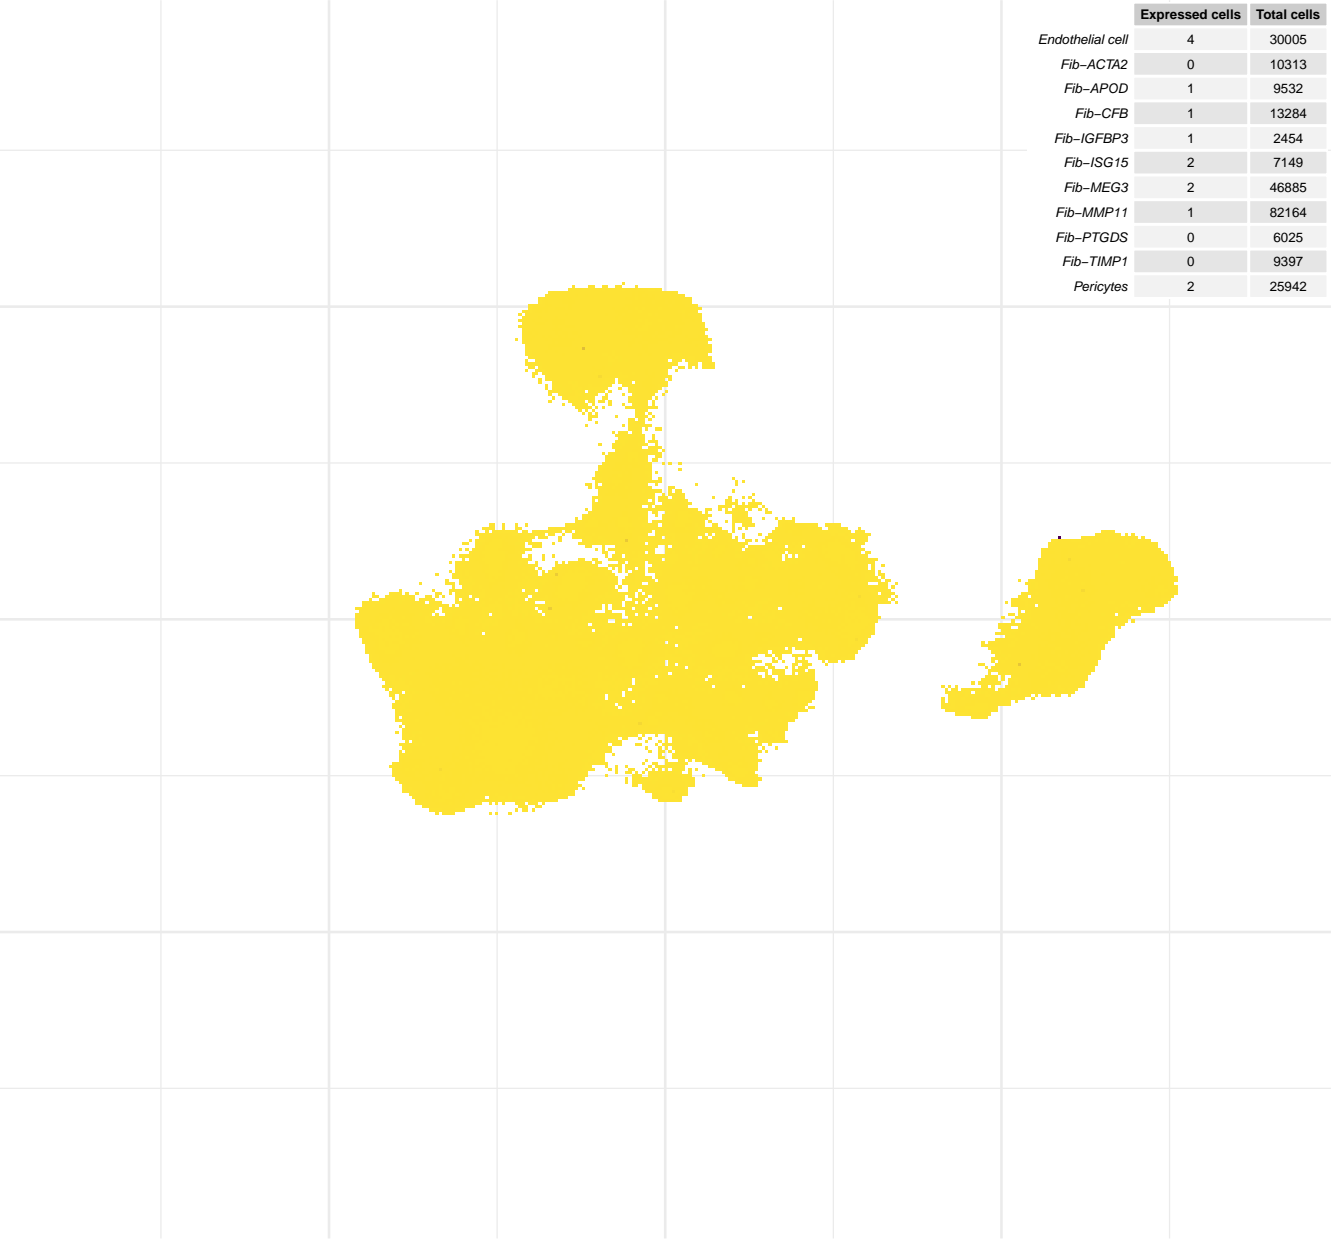 Expressed cells Total cells
Endothelial cell 4 30005
Fib−ACTA2 0 10313
Fib−APOD 1 9532
Fib−CFB 1 13284
Fib−IGFBP3 1 2454
Fib−ISG15 2 7149
Fib−MEG3 2 46885
Fib−MMP11 1 82164
Fib−PTGDS 0 6025
Fib−TIMP1 0 9397
Pericytes 2 25942